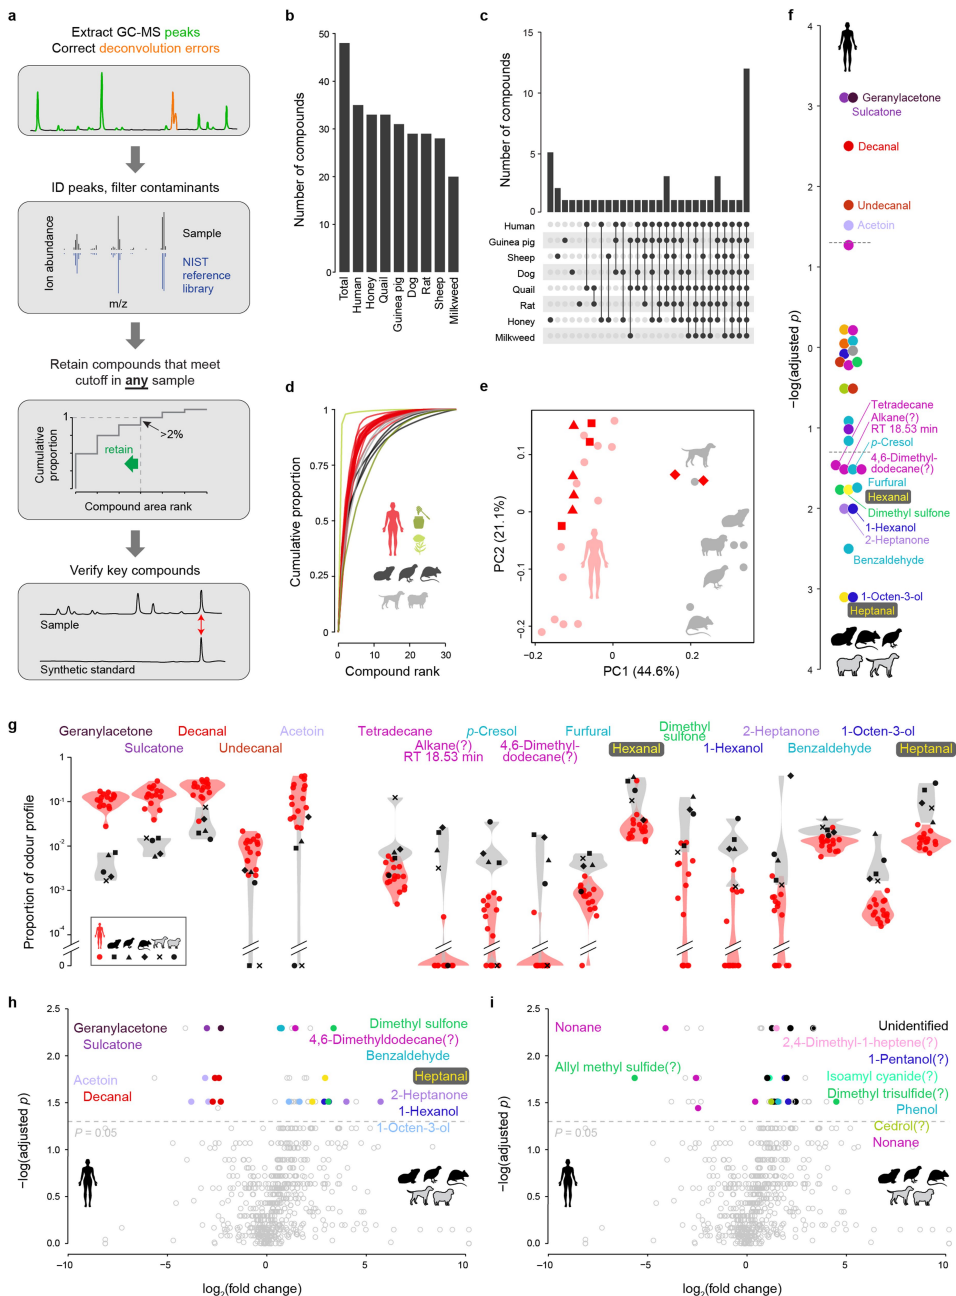 a
Extract GC-MS peaks
Correct deconvolution errors
ID peaks, filter contaminants
Ion abundance
Sample
NIST
reference
library
m/z
Retain compounds that meet
cutoff in any sample
Cumulative
proportion
1
>2%
retain
Compound area rank
Verify key compounds
Sample
Synthetic standard
b
Number of compounds
50
40
30
20
10
0
Total
Human
Honey
Quail
Guinea pig
Dog
Rat
Sheep
Milkweed
c
Number of compounds
15
10
5
0
Human
Guinea pig
Sheep
Dog
Quail
Rat
Honey
Milkweed
d
Cumulative proportion
1
0.75
0.5
0.25
0
0 10 20 30
Compound rank
e
PC2 (21.1%)
0.1
0
−0.1
−0.2
−0.2 0 0.2
PC1 (44.6%)
f
−log(adjusted p)
4
3
2
1
0
1
2
3
4
Geranylacetone
Sulcatone
Decanal
Undecanal
Acetoin
Tetradecane
Alkane(?)
RT 18.53 min
p-Cresol
4,6-Dimethyl-
dodecane(?)
Furfural
Hexanal
Dimethyl sulfone
1-Hexanol
2-Heptanone
Benzaldehyde
1-Octen-3-ol
Heptanal
g
Geranylacetone
Sulcatone
Decanal
Undecanal
Acetoin
Tetradecane
Alkane(?)
RT 18.53 min
p-Cresol
4,6-Dimethyl-
dodecane(?)
Furfural
Hexanal
Dimethyl
sulfone
1-Hexanol
2-Heptanone
Benzaldehyde
1-Octen-3-ol
Heptanal
Proportion of odour profile
1
10⁻¹
10⁻²
10⁻³
10⁻⁴
0
h
−log(adjusted p)
2.5
2.0
1.5
1.0
0.5
0.0
Geranylacetone
Sulcatone
Acetoin
Decanal
Dimethyl sulfone
4,6-Dimethyldodecane(?)
Benzaldehyde
Heptanal
2-Heptanone
1-Hexanol
1-Octen-3-ol
P = 0.05
−10 −5 0 5 10
log₂(fold change)
i
−log(adjusted p)
2.5
2.0
1.5
1.0
0.5
0.0
Nonane
Allyl methyl sulfide(?)
Unidentified
2,4-Dimethyl-1-heptene(?)
1-Pentanol(?)
Isoamyl cyanide(?)
Dimethyl trisulfide(?)
Phenol
Cedrol(?)
Nonane
P = 0.05
−10 −5 0 5 10
log₂(fold change)